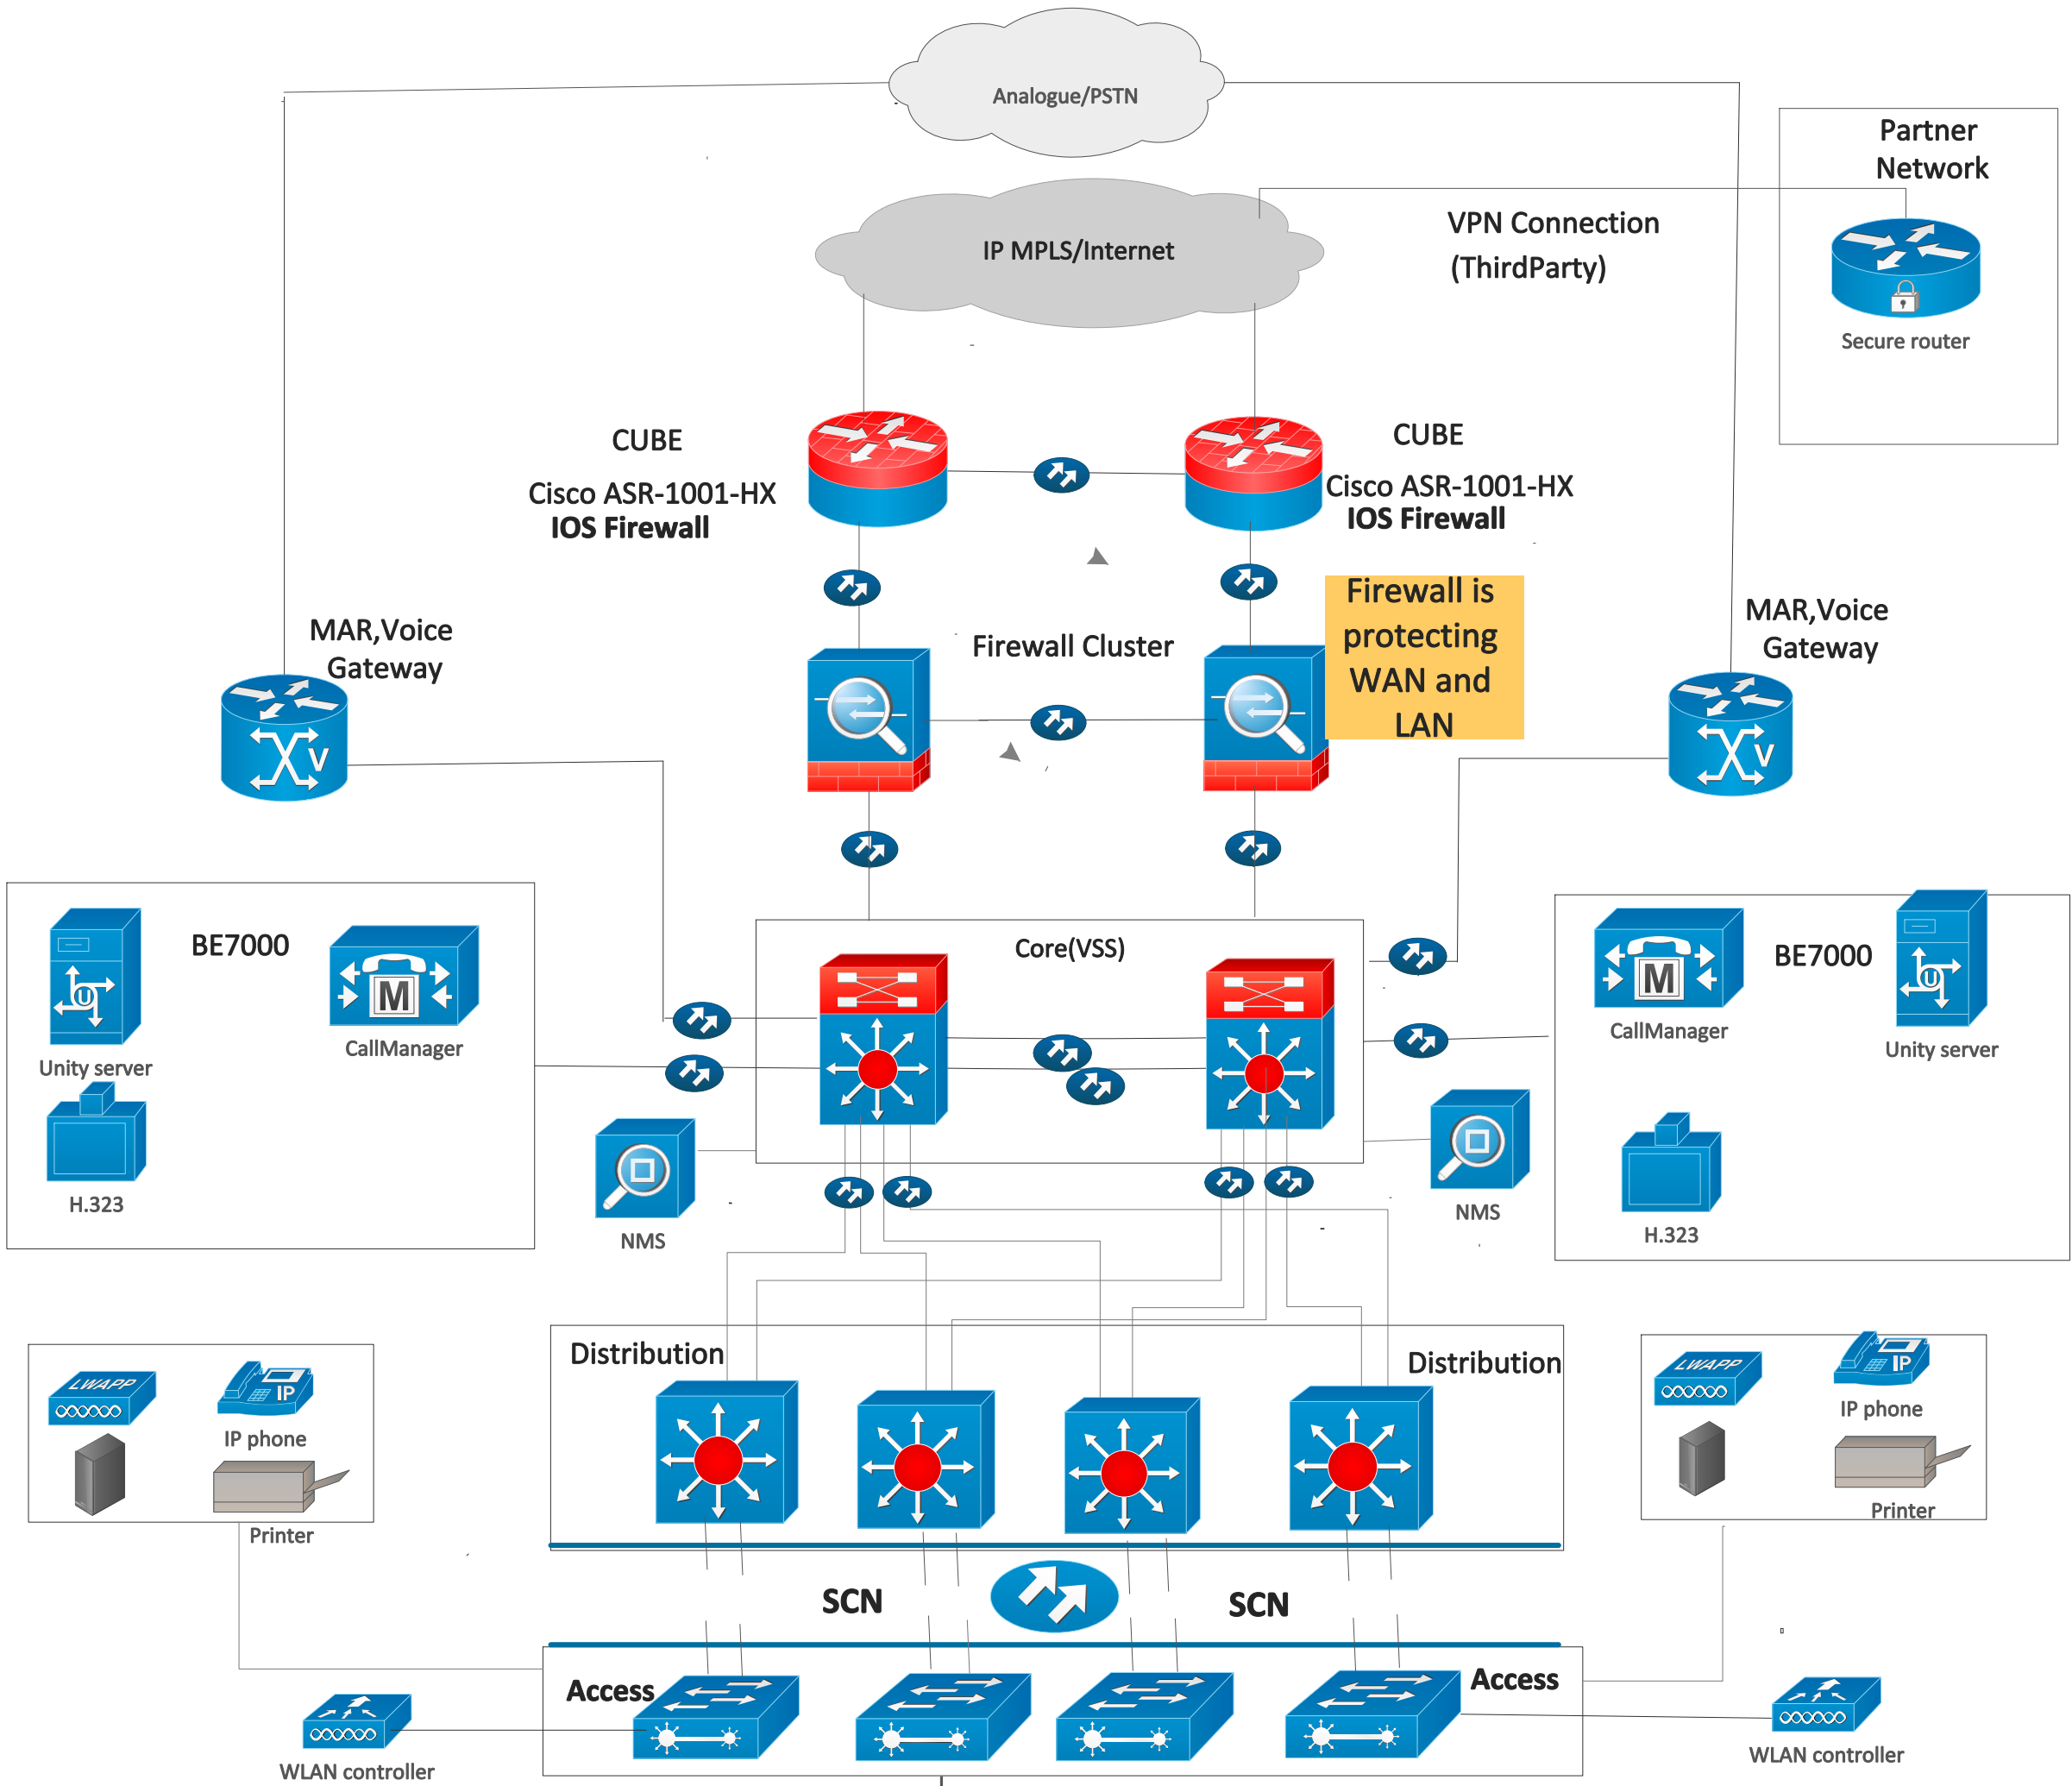 Analogue/PSTN
Partner
Network
IP MPLS/Internet
VPN Connection
(ThirdParty)
Secure router
CUBE
Cisco ASR-1001-HX
IOS Firewall
CUBE
Cisco ASR-1001-HX
IOS Firewall
MAR,Voice
Gateway
V
Firewall Cluster
Firewall is
protecting
WAN and
LAN
MAR,Voice
Gateway
V
BE7000
U
Unity server
M
CallManager
H.323
Core(VSS)
NMS
NMS
BE7000
M
CallManager
U
Unity server
H.323
LWAPP
IP
IP phone
Printer
Distribution
Distribution
LWAPP
IP
IP phone
Printer
SCN
SCN
Access
Access
WLAN controller
WLAN controller